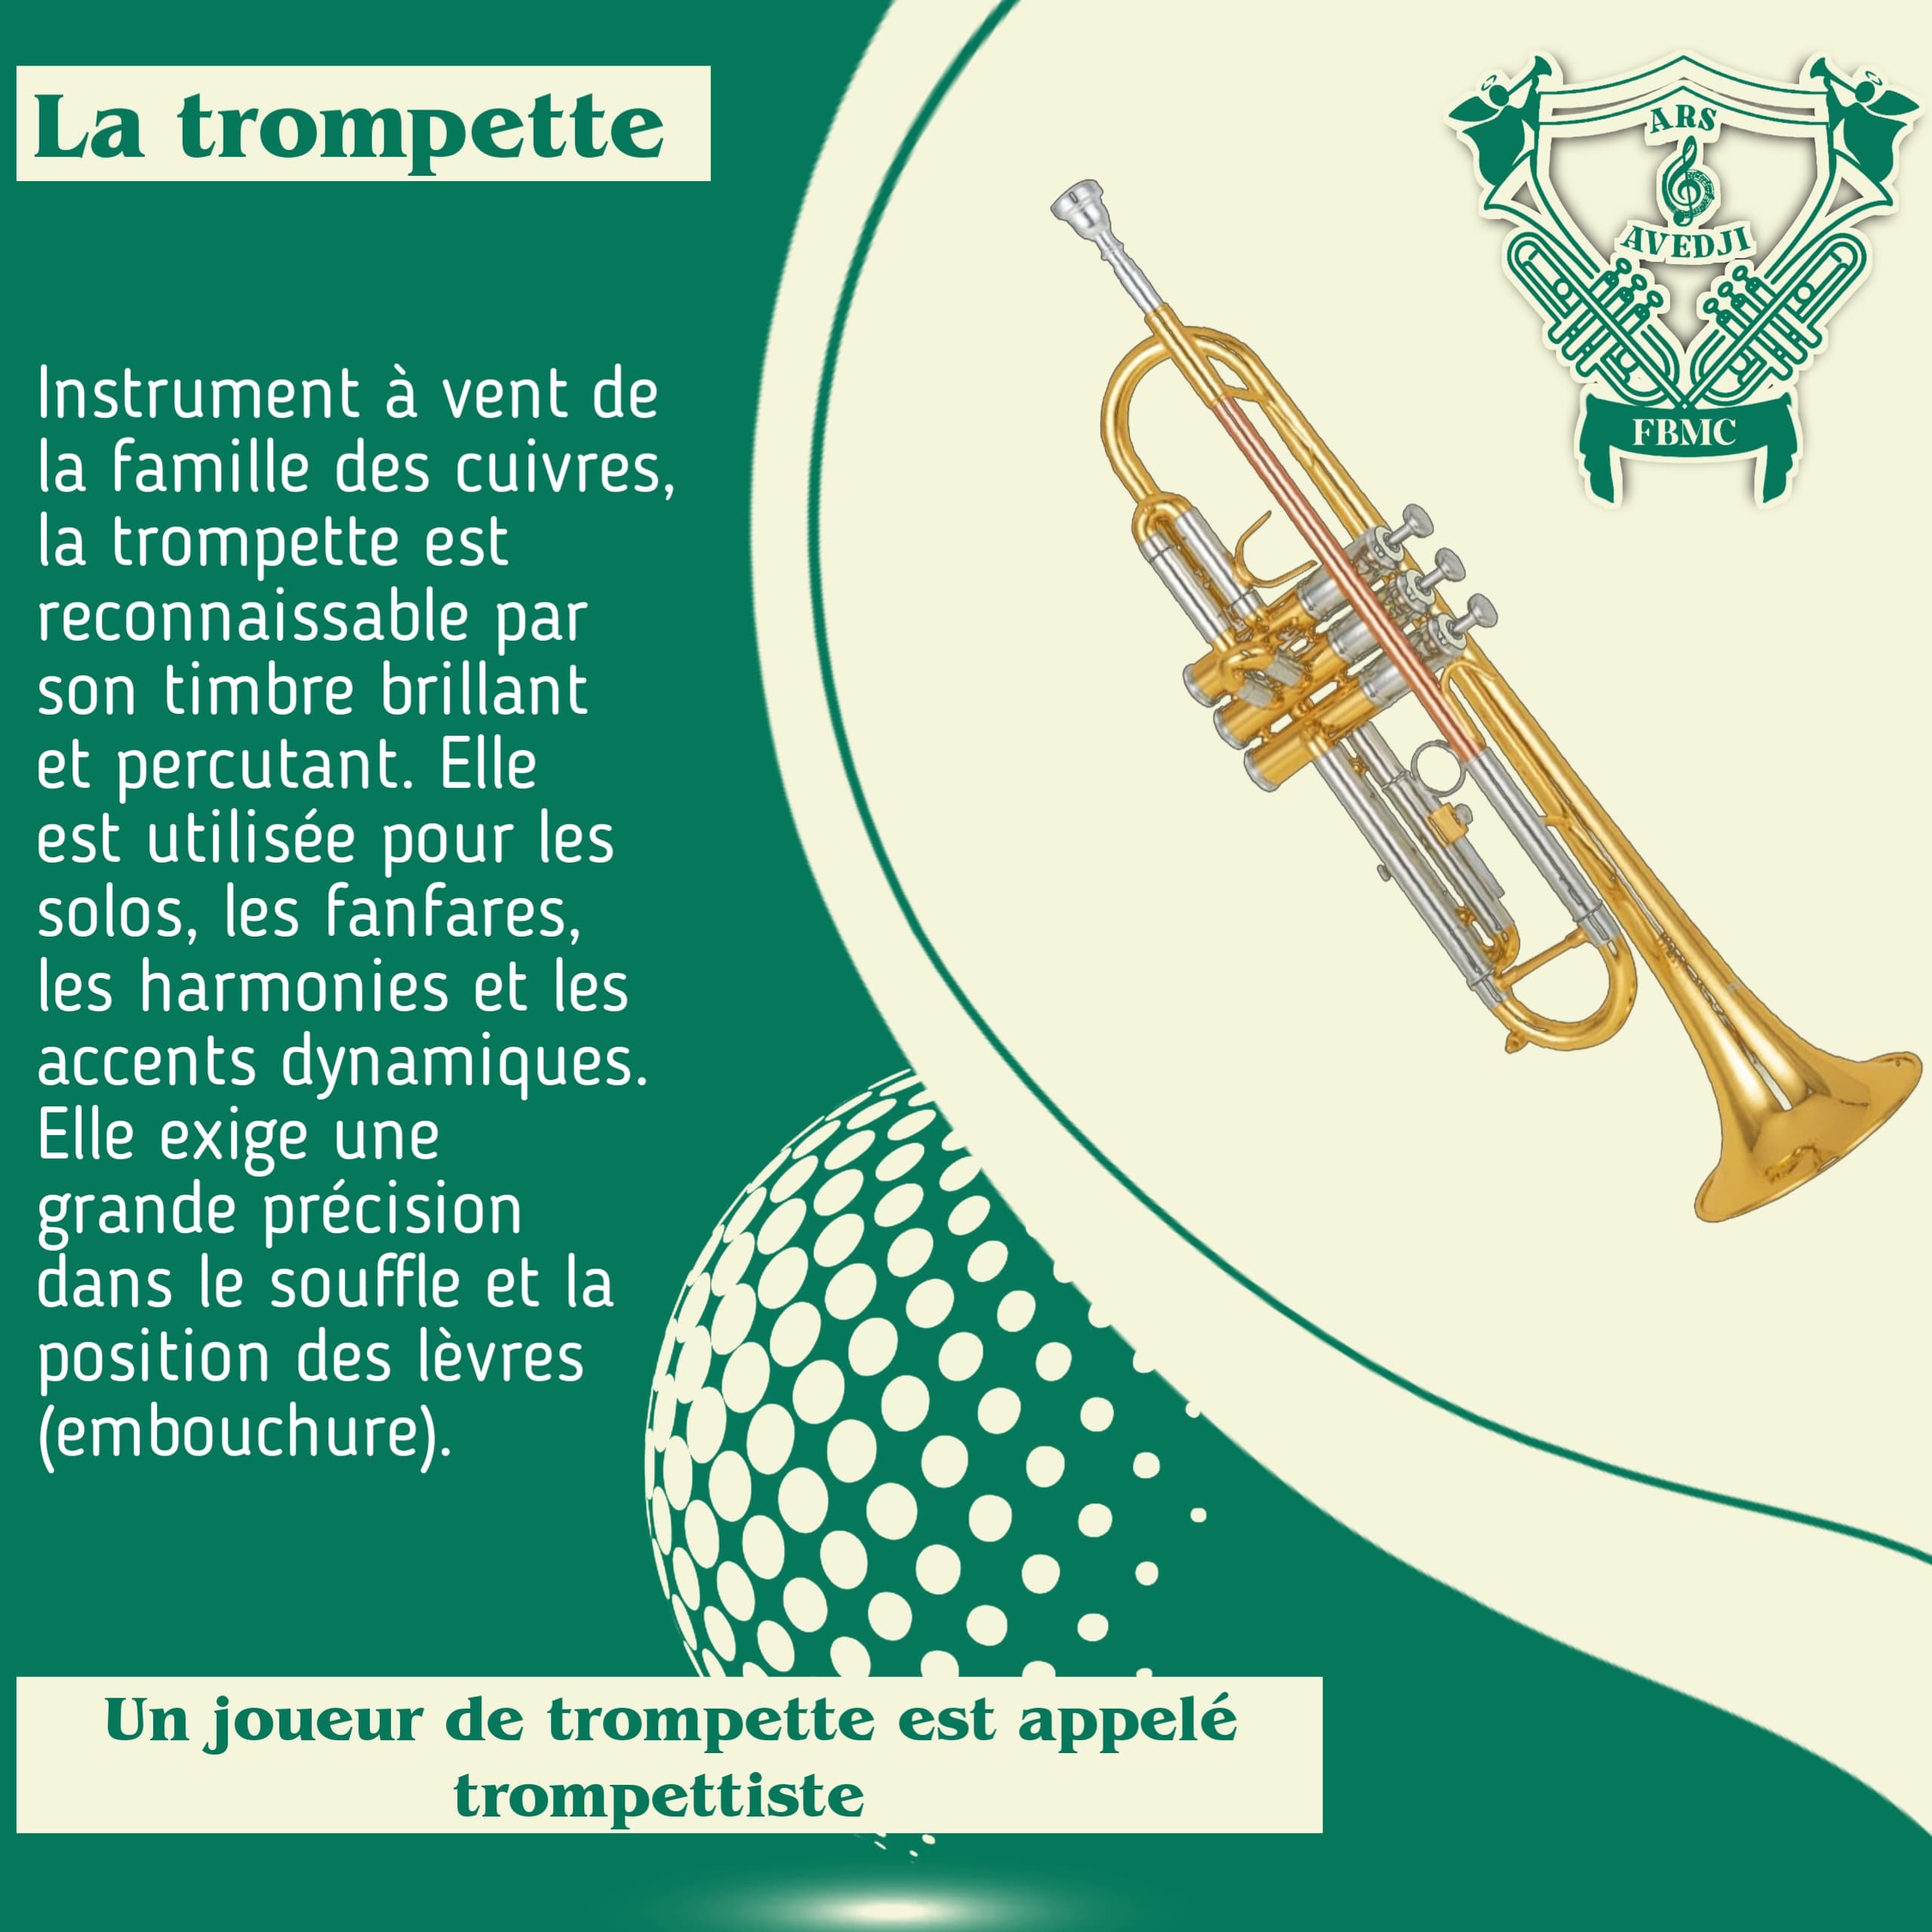 La trompette
ARS
AVEDJI
FBMC
Instrument à vent de
la famille des cuivres,
la trompette est
reconnaissable par
son timbre brillant
et percutant. Elle
est utilisée pour les
solos, les fanfares,
les harmonies et les
accents dynamiques.
Elle exige une
grande précision
dans le souffle et la
position des lèvres
(embouchure).
Un joueur de trompette est appelé
trompettiste